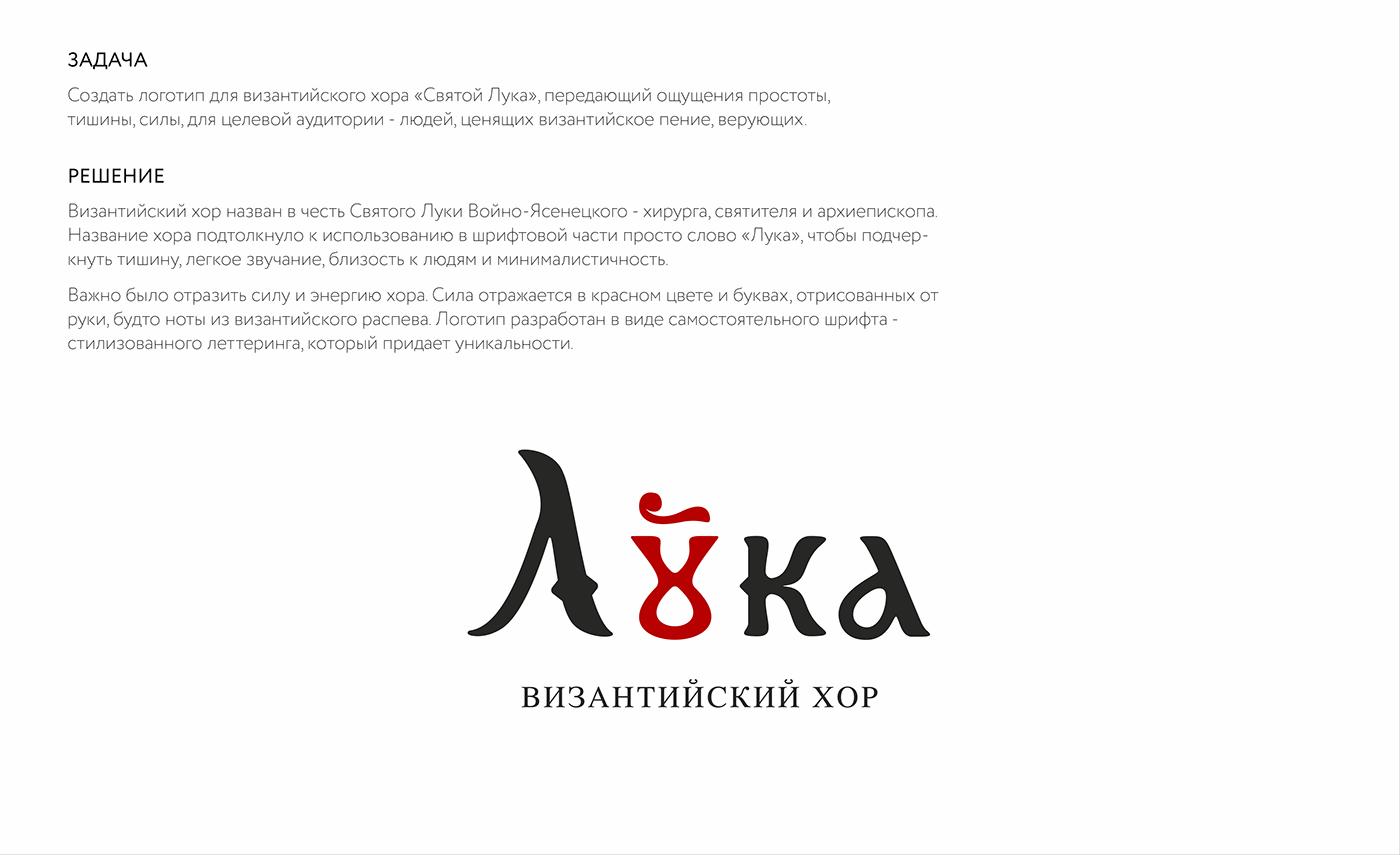 ЗАДАЧА
Создать логотип для византийского хора «Святой Лука», передающий ощущения простоты,
тишины, силы, для целевой аудитории - людей, ценящих византийское пение, верующих.
РЕШЕНИЕ
Византийский хор назван в честь Святого Луки Войно-Ясенецкого - хирурга, святителя и архиепископа.
Название хора подтолкнуло к использованию в шрифтовой части просто слово «Лука», чтобы подчер-
кнуть тишину, легкое звучание, близость к людям и минималистичность.
Важно было отразить силу и энергию хора. Сила отражается в красном цвете и буквах, отрисованных от
руки, будто ноты из византийского распева. Логотип разработан в виде самостоятельного шрифта -
стилизованного леттеринга, который придает уникальности.
Лꙋка
ВИЗАНТИЙСКИЙ ХОР